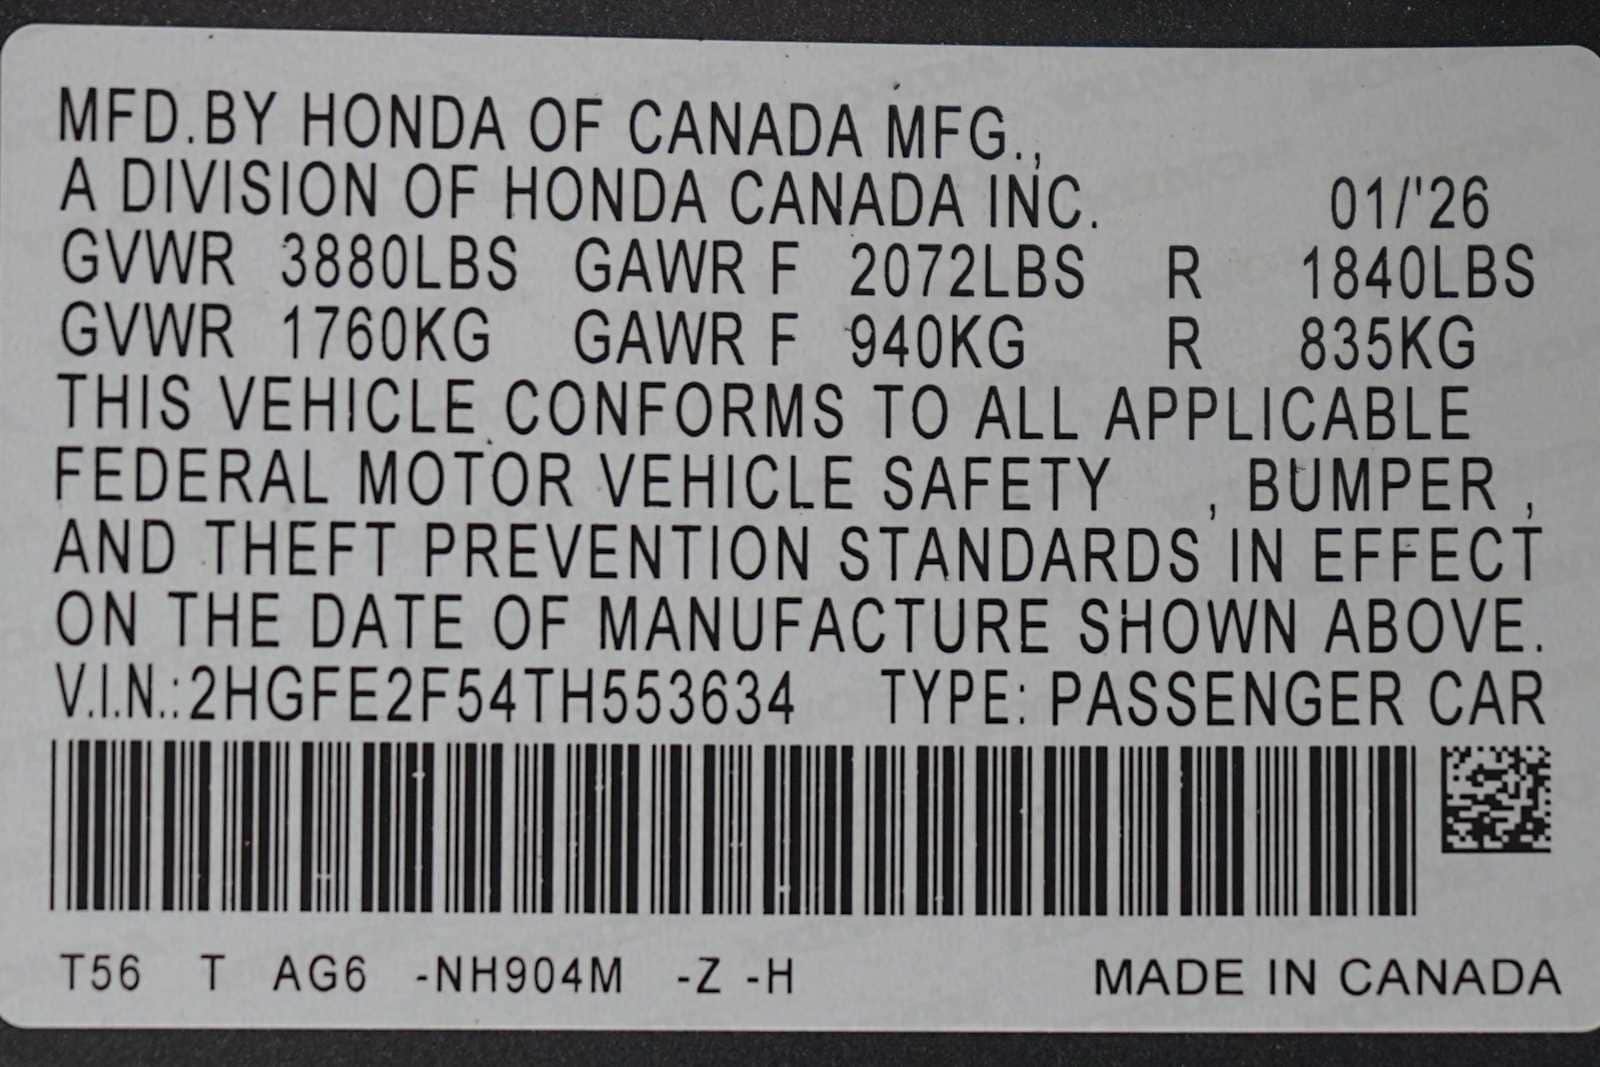 MFD.BY HONDA OF CANADA MFG.,
A DIVISION OF HONDA CANADA INC. 01/'26
GVWR 3880LBS GAWR F 2072LBS R 1840LBS
GVWR 1760KG GAWR F 940KG R 835KG
THIS VEHICLE CONFORMS TO ALL APPLICABLE
FEDERAL MOTOR VEHICLE SAFETY , BUMPER ,
AND THEFT PREVENTION STANDARDS IN EFFECT
ON THE DATE OF MANUFACTURE SHOWN ABOVE.
V.I.N.:2HGFE2F54TH553634 TYPE: PASSENGER CAR
T56 T AG6 -NH904M -Z -H MADE IN CANADA